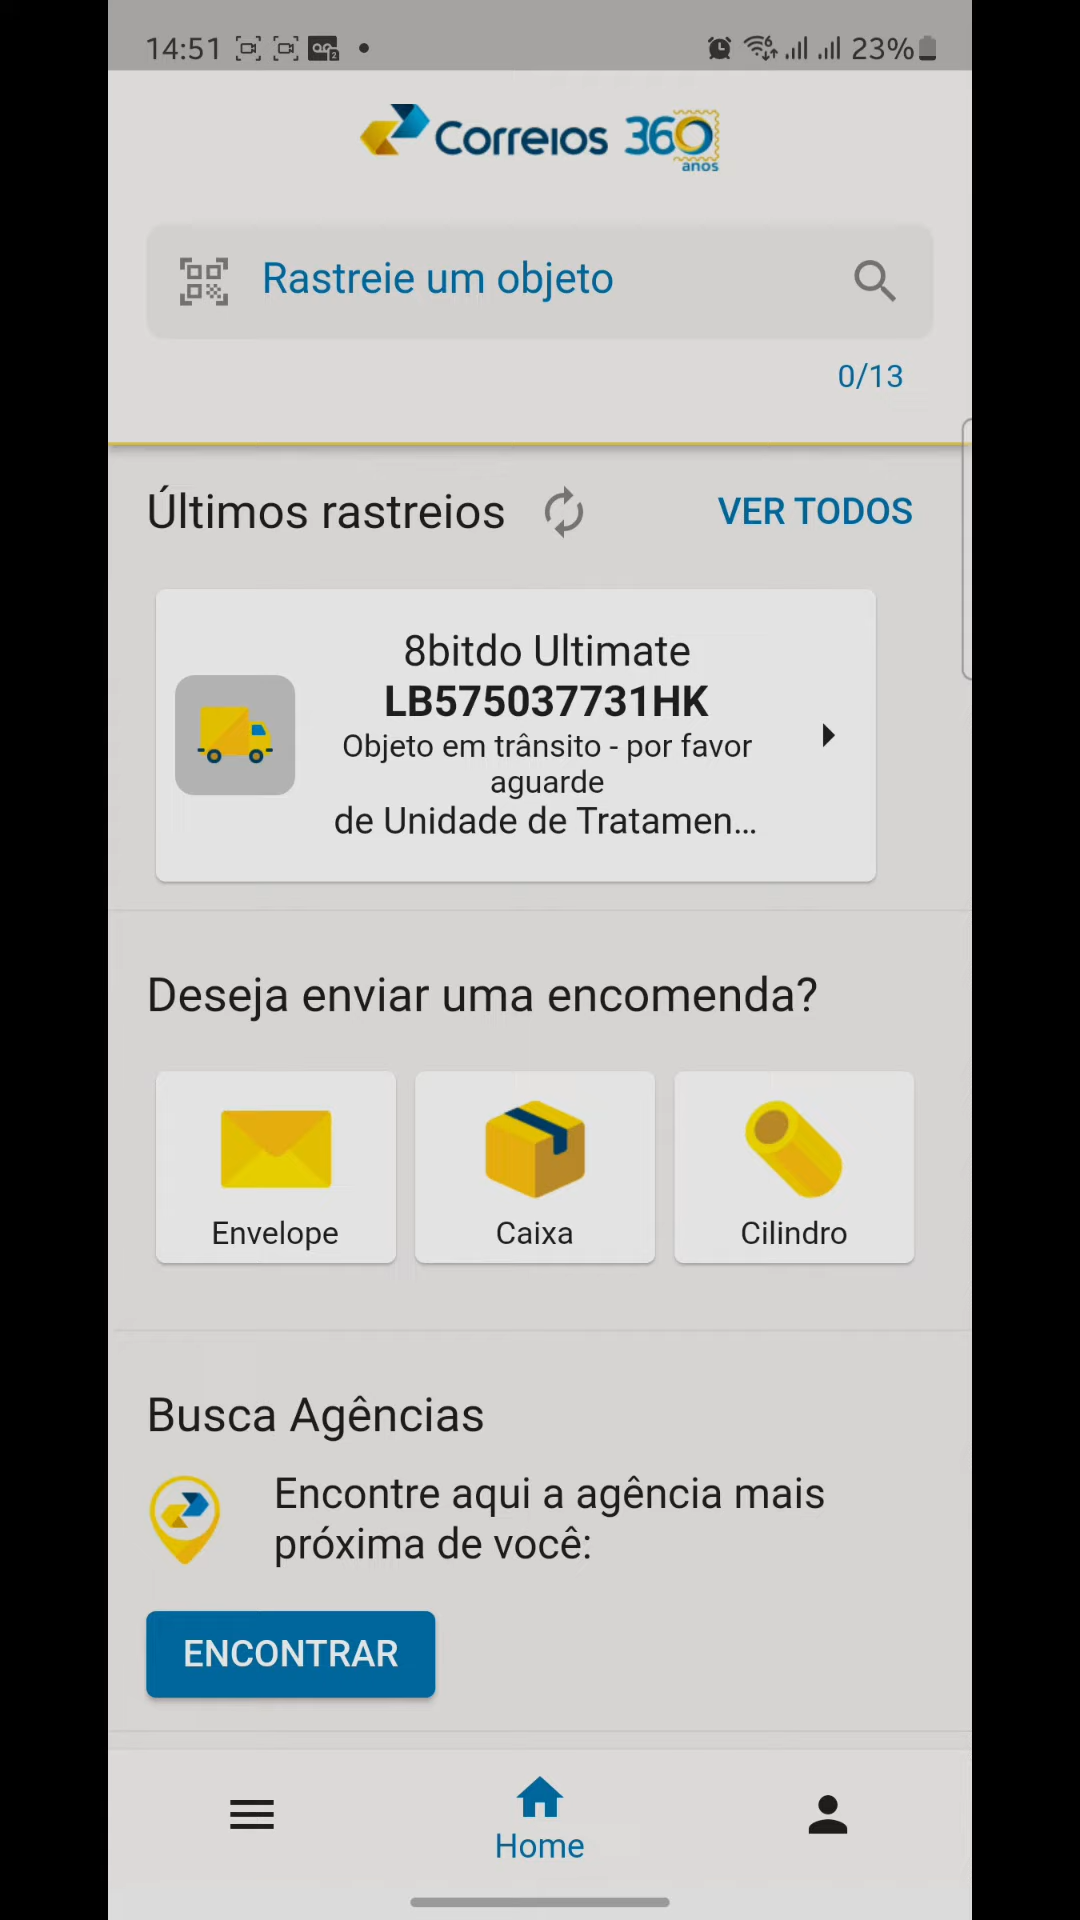 14:51
23%
Correios 360
anos
Rastreie um objeto
0/13
Últimos rastreios
VER TODOS
8bitdo Ultimate
LB575037731HK
Objeto em trânsito - por favor
aguarde
de Unidade de Tratamen...
Deseja enviar uma encomenda?
Envelope
Caixa
Cilindro
Busca Agências
Encontre aqui a agência mais
próxima de você:
ENCONTRAR
Home